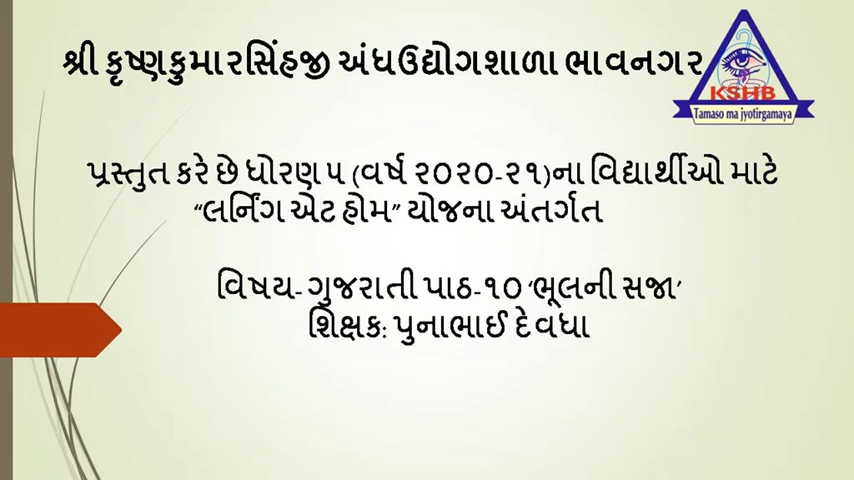 શ્રી કૃષ્ણકુમારસિંહજી અંધઉદ્યોગશાળા ભાવનગર
KSHB
Tamaso ma jyotirgamaya
પ્રસ્તુત કરે છે ધોરણ ૫ (વર્ષ ૨૦૨૦-૨૧)ના વિદ્યાર્થીઓ માટે
“લર્નિંગ એટ હોમ” યોજના અંતર્ગત
વિષય- ગુજરાતી પાઠ-૧૦ ‘ભૂલની સજા’
શિક્ષક: પુનાભાઈ દેવધા